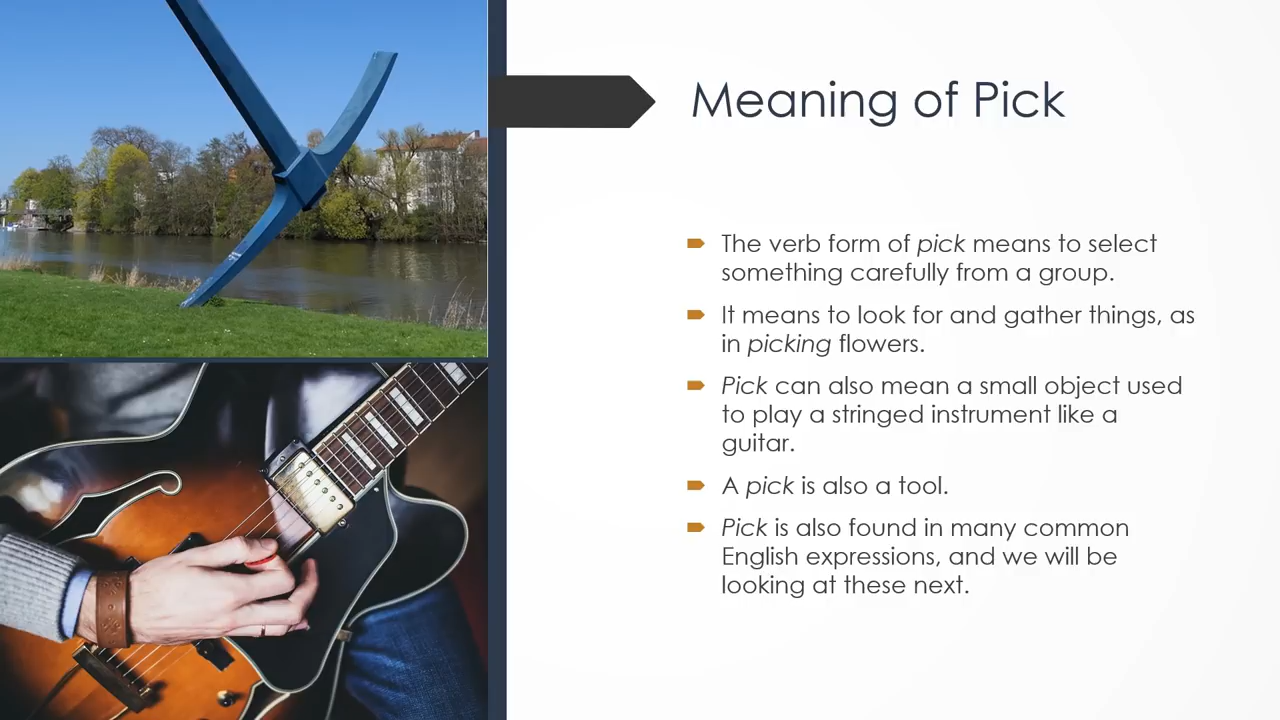 Meaning of Pick
The verb form of pick means to select
something carefully from a group.
It means to look for and gather things, as
in picking flowers.
Pick can also mean a small object used
to play a stringed instrument like a
guitar.
A pick is also a tool.
Pick is also found in many common
English expressions, and we will be
looking at these next.